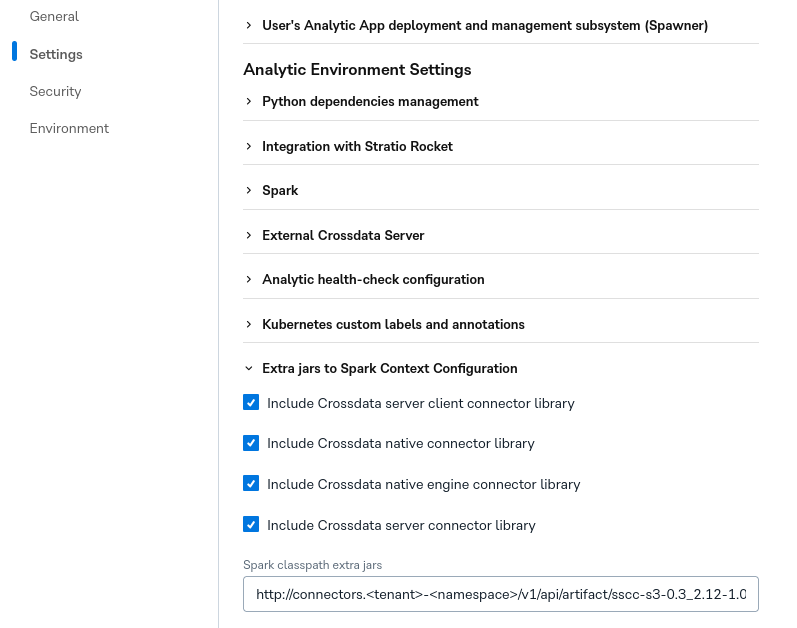 General
Settings
Security
Environment
User's Analytic App deployment and management subsystem (Spawner)
Analytic Environment Settings
Python dependencies management
Integration with Stratio Rocket
Spark
External Crossdata Server
Analytic health-check configuration
Kubernetes custom labels and annotations
Extra jars to Spark Context Configuration
Include Crossdata server client connector library
Include Crossdata native connector library
Include Crossdata native engine connector library
Include Crossdata server connector library
Spark classpath extra jars
http://connectors.<tenant>-<namespace>/v1/api/artifact/sscc-s3-0.3_2.12-1.0